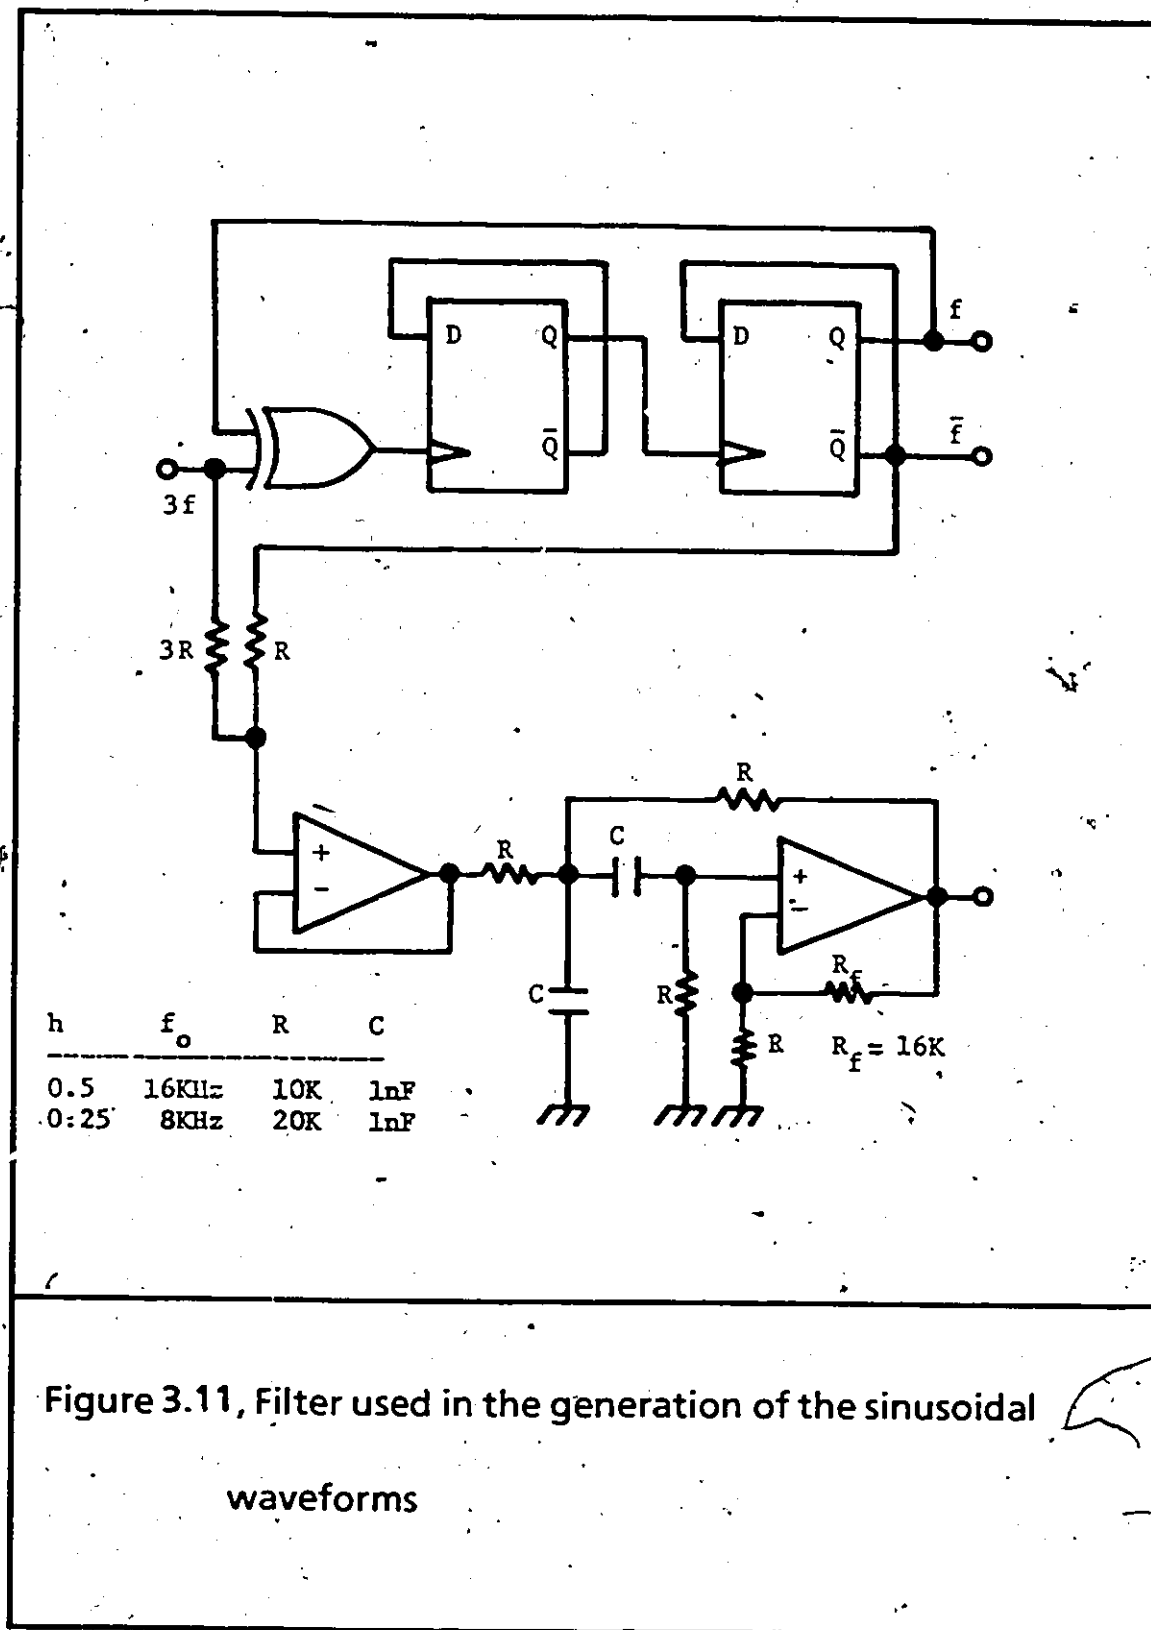 f
D Q D Q
Q̄ Q̄ f̄
3f
3R R
R
C
R
+ +
- -
C R R_f
R R_f = 16K
h f_o R C
0.5 16KHz 10K 1nF
0:25 8KHz 20K 1nF
Figure 3.11, Filter used in the generation of the sinusoidal
waveforms